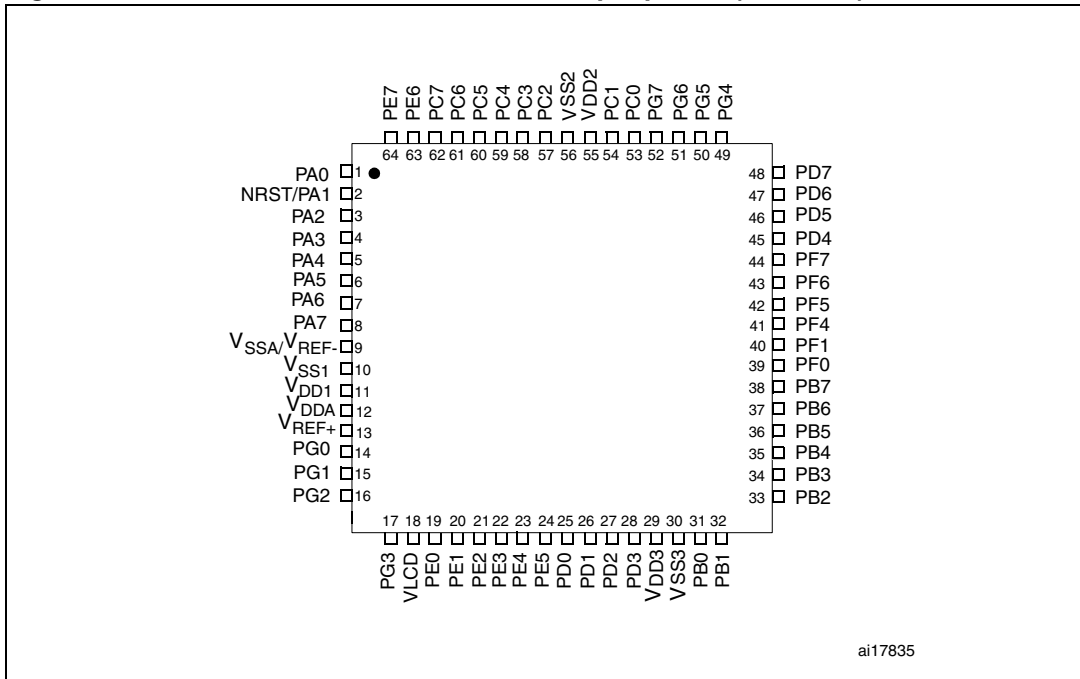 PE7 PE6 PC7 PC6 PC5 PC4 PC3 PC2 VSS2 VDD2 PC1 PC0 PG7 PG6 PG5 PG4
64 63 62 61 60 59 58 57 56 55 54 53 52 51 50 49
PA0 1 48 PD7
NRST/PA1 2 47 PD6
PA2 3 46 PD5
PA3 4 45 PD4
PA4 5 44 PF7
PA5 6 43 PF6
PA6 7 42 PF5
PA7 8 41 PF4
VSSA/VREF- 9 40 PF1
VSS1 10 39 PF0
VDD1 11 38 PB7
VDDA 12 37 PB6
VREF+ 13 36 PB5
PG0 14 35 PB4
PG1 15 34 PB3
PG2 16 33 PB2
17 18 19 20 21 22 23 24 25 26 27 28 29 30 31 32
PG3 VLCD PE0 PE1 PE2 PE3 PE4 PE5 PD0 PD1 PD2 PD3 VDD3 VSS3 PB0 PB1
ai17835